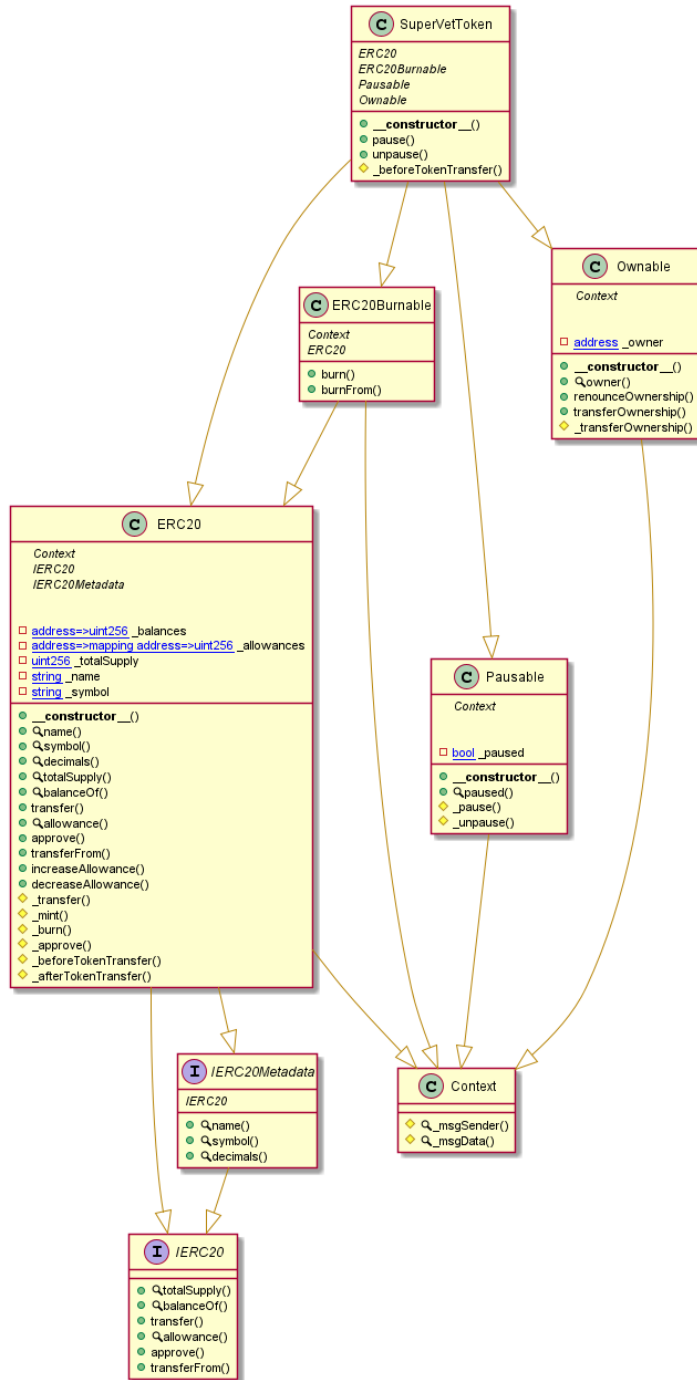 C SuperVetToken
ERC20
ERC20Burnable
Pausable
Ownable
__constructor__()
pause()
unpause()
_beforeTokenTransfer()
C Ownable
Context
address _owner
__constructor__()
owner()
renounceOwnership()
transferOwnership()
_transferOwnership()
C ERC20Burnable
Context
ERC20
burn()
burnFrom()
C ERC20
Context
IERC20
IERC20Metadata
address=>uint256 _balances
address=>mapping address=>uint256 _allowances
uint256 _totalSupply
string _name
string _symbol
__constructor__()
name()
symbol()
decimals()
totalSupply()
balanceOf()
transfer()
allowance()
approve()
transferFrom()
increaseAllowance()
decreaseAllowance()
_transfer()
_mint()
_burn()
_approve()
_beforeTokenTransfer()
_afterTokenTransfer()
C Pausable
Context
bool _paused
__constructor__()
paused()
_pause()
_unpause()
I IERC20Metadata
IERC20
name()
symbol()
decimals()
C Context
_msgSender()
_msgData()
I IERC20
totalSupply()
balanceOf()
transfer()
allowance()
approve()
transferFrom()